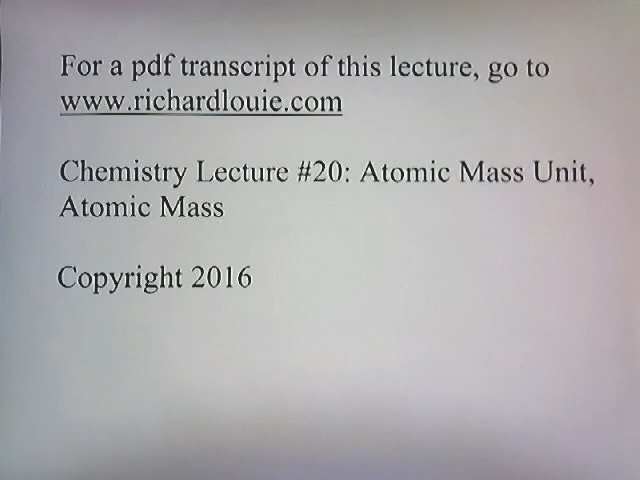 For a pdf transcript of this lecture, go to
www.richardlouie.com
Chemistry Lecture #20: Atomic Mass Unit,
Atomic Mass
Copyright 2016